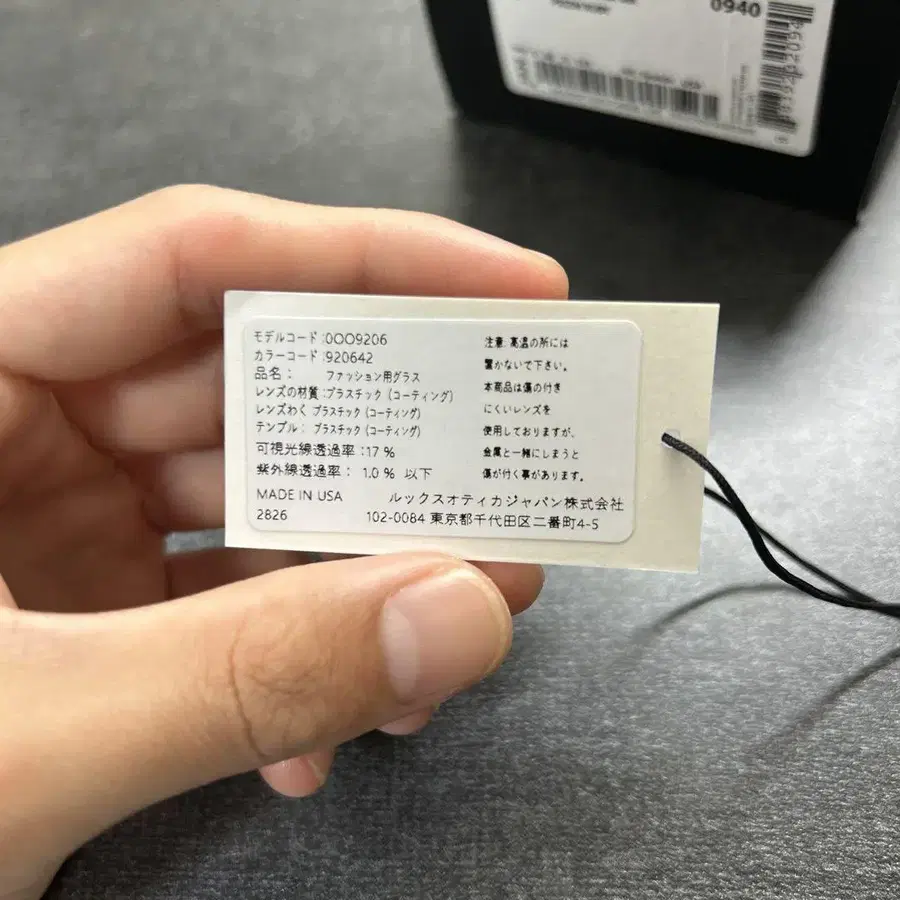 0940
モデルコード:OOO9206
カラーコード:920642
品名: ファッション用グラス
レンズの材質:プラスチック (コーティング)
レンズわく プラスチック (コーティング)
テンプル: プラスチック (コーティング)
可視光線透過率:17 %
紫外線透過率: 1.0 % 以下
MADE IN USA
2826
注意: 高温の所には
置かないで下さい。
本商品は傷の付き
にくいレンズを
使用しておりますが、
金属と一緒にしまうと
傷が付く事があります。
ルックスオティカジャパン株式会社
102-0084 東京都千代田区二番町4-5